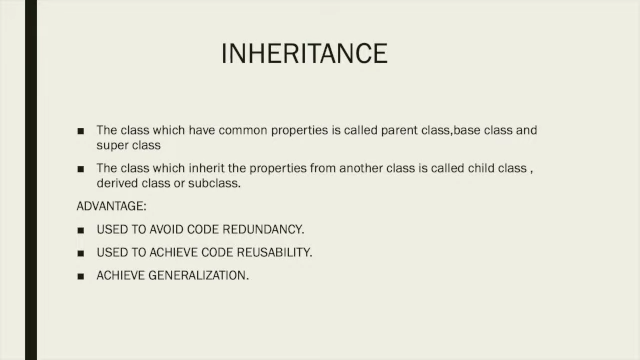 INHERITANCE
■ The class which have common properties is called parent class,base class and
super class
■ The class which inherit the properties from another class is called child class ,
derived class or subclass.
ADVANTAGE:
■ USED TO AVOID CODE REDUNDANCY.
■ USED TO ACHIEVE CODE REUSABILITY.
■ ACHIEVE GENERALIZATION.